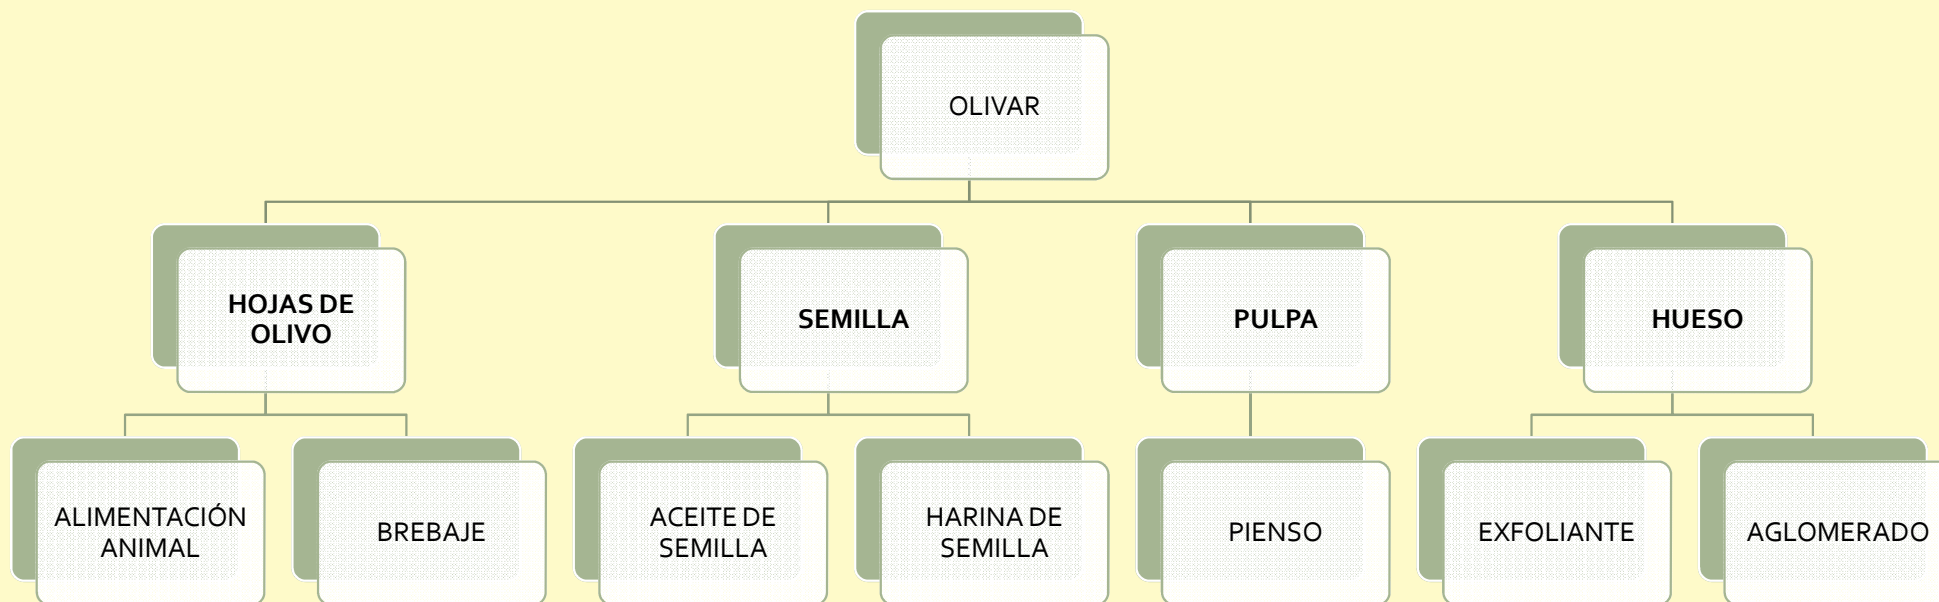 OLIVAR
HOJAS DE
OLIVO
SEMILLA
PULPA
HUESO
ALIMENTACIÓN
ANIMAL
BREBAJE
ACEITE DE
SEMILLA
HARINA DE
SEMILLA
PIENSO
EXFOLIANTE
AGLOMERADO